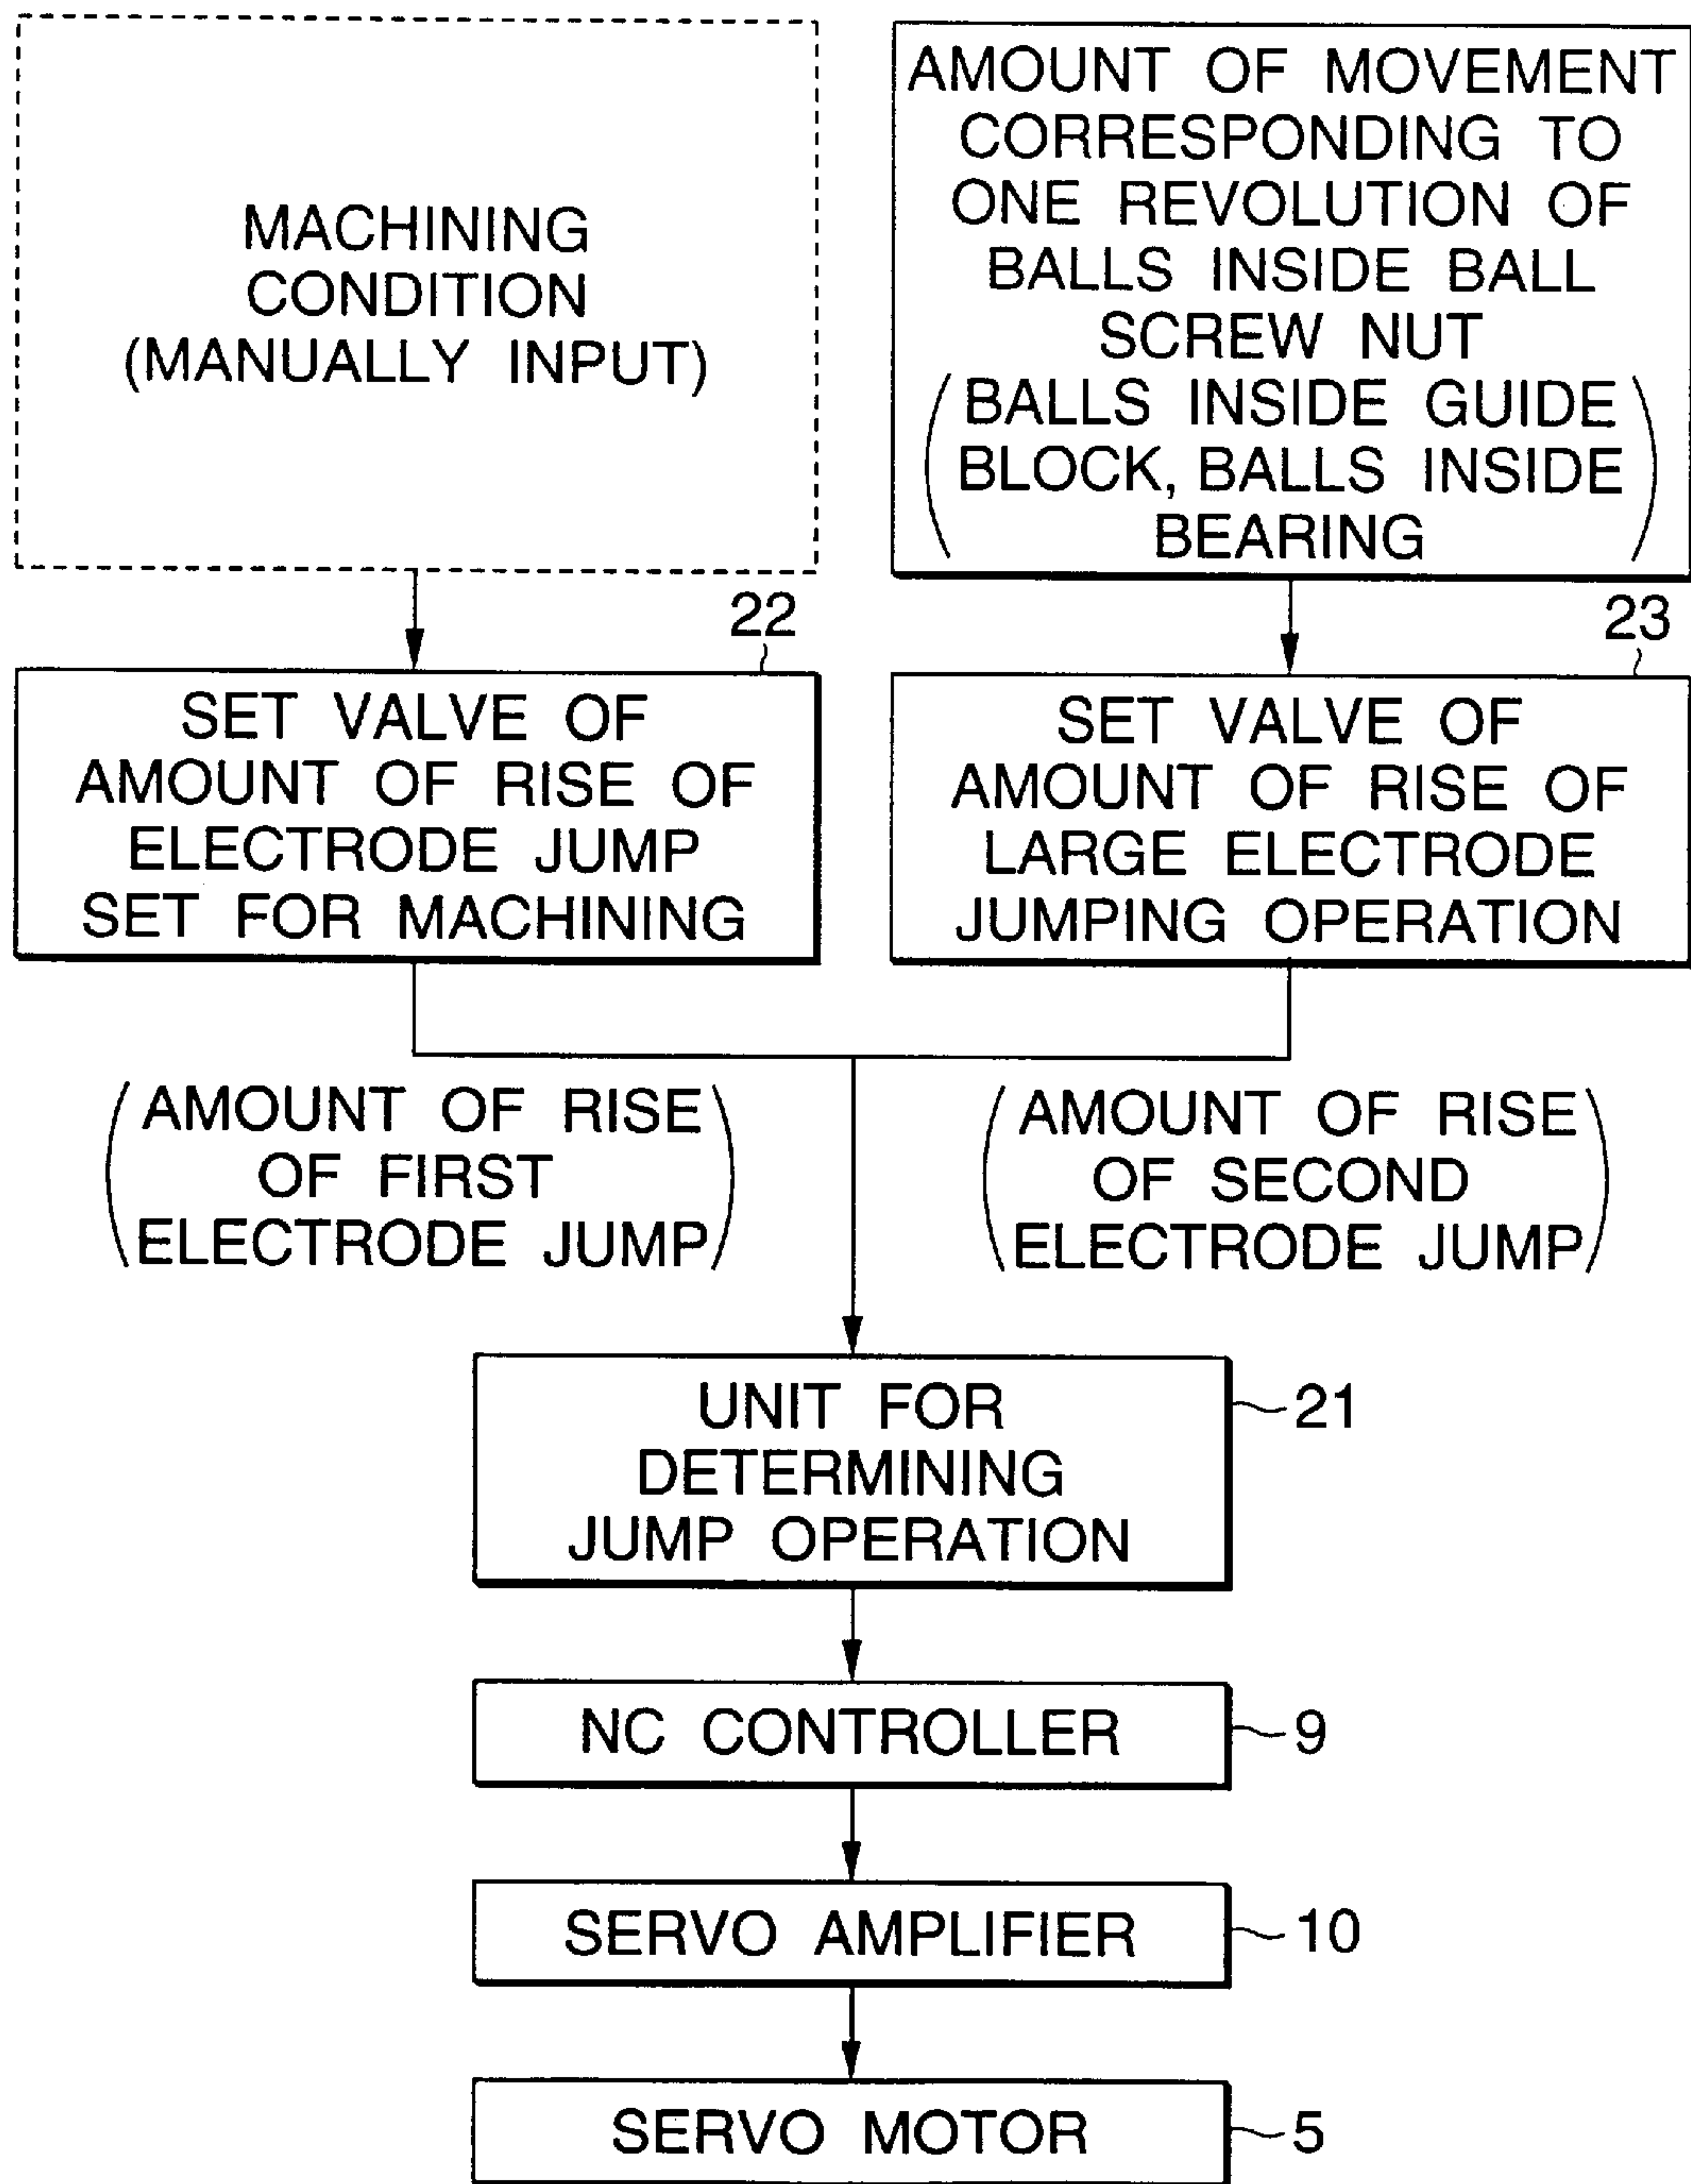 MACHINING
CONDITION
(MANUALLY INPUT)
AMOUNT OF MOVEMENT
CORRESPONDING TO
ONE REVOLUTION OF
BALLS INSIDE BALL
SCREW NUT
(BALLS INSIDE GUIDE
BLOCK, BALLS INSIDE
BEARING)
22
SET VALVE OF
AMOUNT OF RISE OF
ELECTRODE JUMP
SET FOR MACHINING
23
SET VALVE OF
AMOUNT OF RISE OF
LARGE ELECTRODE
JUMPING OPERATION
(AMOUNT OF RISE
OF FIRST
ELECTRODE JUMP)
(AMOUNT OF RISE
OF SECOND
ELECTRODE JUMP)
UNIT FOR
DETERMINING
JUMP OPERATION
21
NC CONTROLLER
9
SERVO AMPLIFIER
10
SERVO MOTOR
5